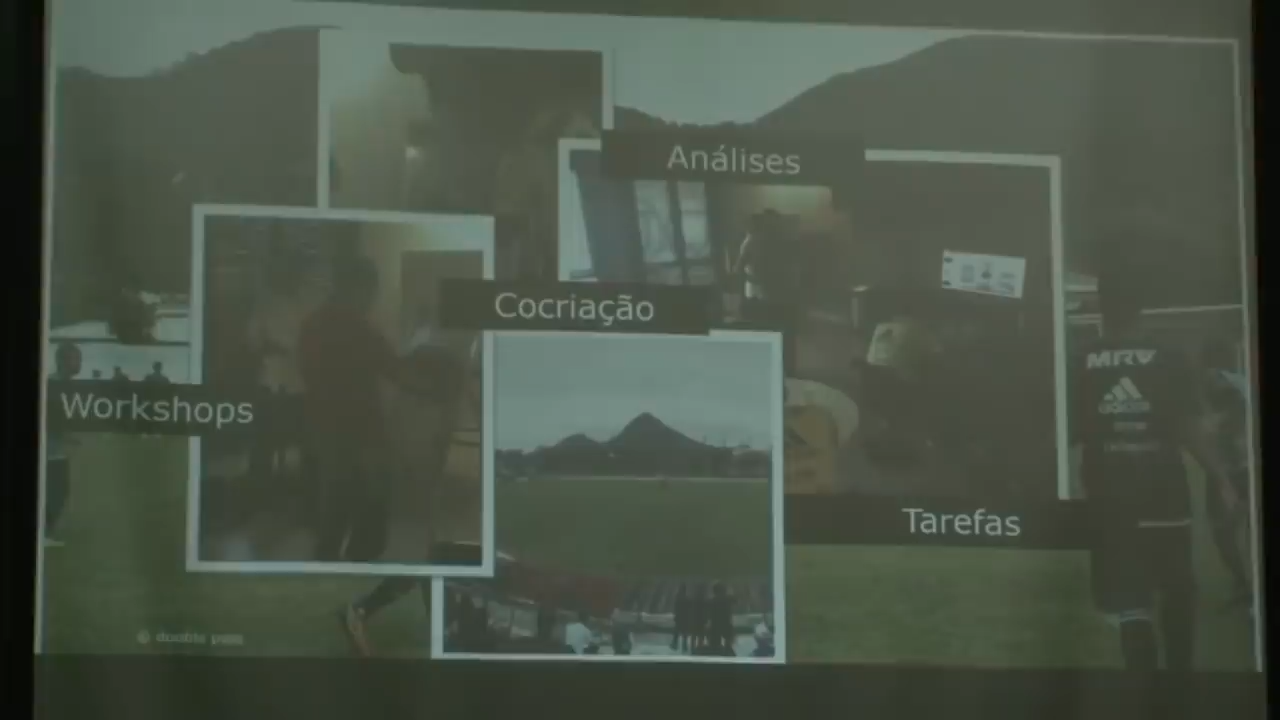 Análises
Cocriação
Workshops
MRV
adidas
Tarefas
© double pass